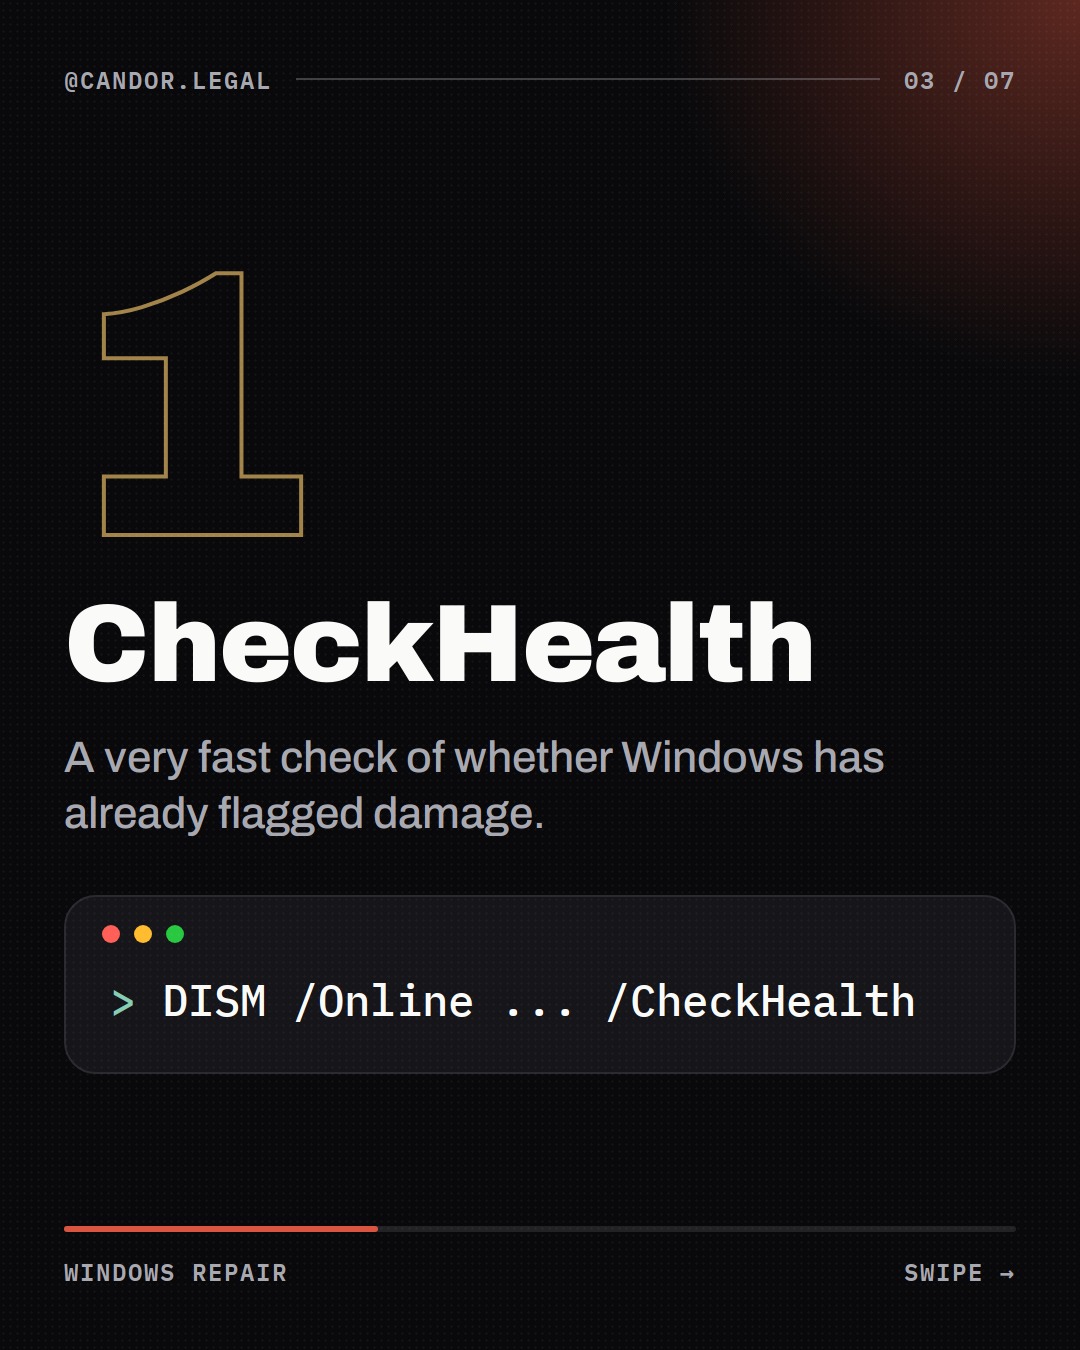 @CANDOR.LEGAL
03 / 07
1
CheckHealth
A very fast check of whether Windows has
already flagged damage.
> DISM /Online ... /CheckHealth
WINDOWS REPAIR
SWIPE →